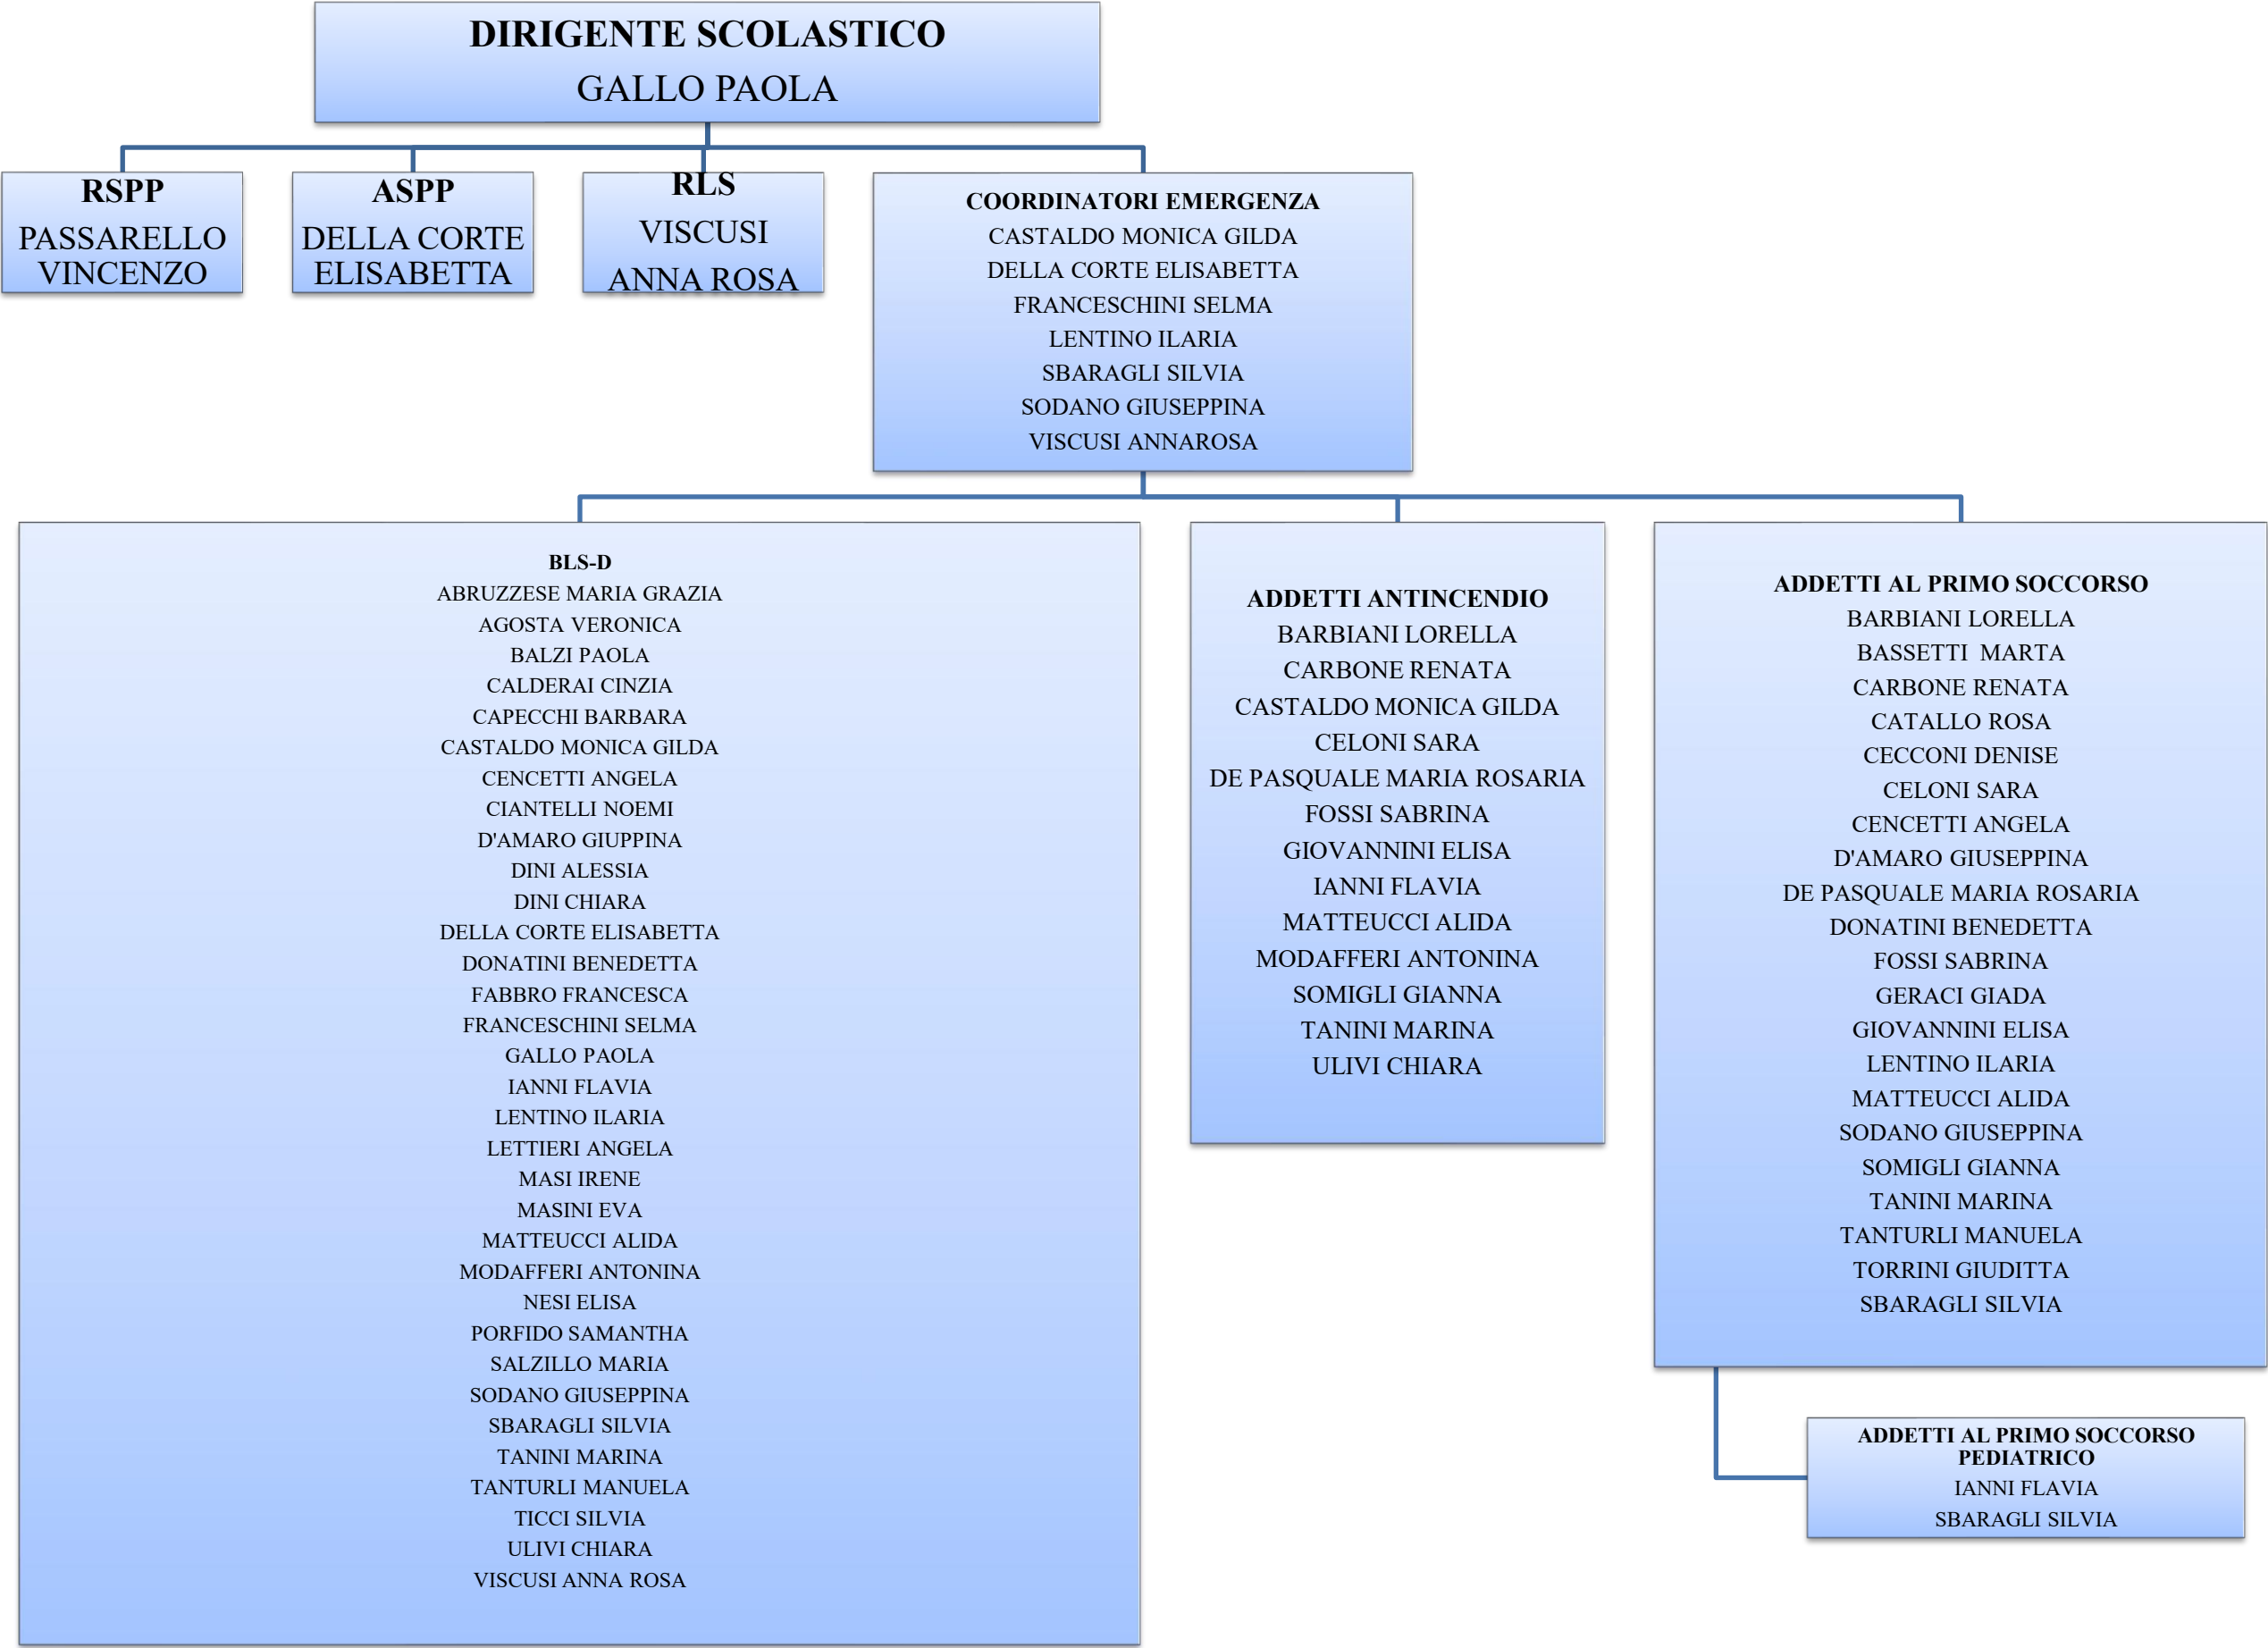 DIRIGENTE SCOLASTICO
GALLO PAOLA
RSPP
PASSARELLO
VINCENZO
ASPP
DELLA CORTE
ELISABETTA
RLS
VISCUSI
ANNA ROSA
COORDINATORI EMERGENZA
CASTALDO MONICA GILDA
DELLA CORTE ELISABETTA
FRANCESCHINI SELMA
LENTINO ILARIA
SBARAGLI SILVIA
SODANO GIUSEPPINA
VISCUSI ANNAROSA
BLS-D
ABRUZZESE MARIA GRAZIA
AGOSTA VERONICA
BALZI PAOLA
CALDERAI CINZIA
CAPECCHI BARBARA
CASTALDO MONICA GILDA
CENCETTI ANGELA
CIANTELLI NOEMI
D'AMARO GIUPPINA
DINI ALESSIA
DINI CHIARA
DELLA CORTE ELISABETTA
DONATINI BENEDETTA
FABBRO FRANCESCA
FRANCESCHINI SELMA
GALLO PAOLA
IANNI FLAVIA
LENTINO ILARIA
LETTIERI ANGELA
MASI IRENE
MASINI EVA
MATTEUCCI ALIDA
MODAFFERI ANTONINA
NESI ELISA
PORFIDO SAMANTHA
SALZILLO MARIA
SODANO GIUSEPPINA
SBARAGLI SILVIA
TANINI MARINA
TANTURLI MANUELA
TICCI SILVIA
ULIVI CHIARA
VISCUSI ANNA ROSA
ADDETTI ANTINCENDIO
BARBIANI LORELLA
CARBONE RENATA
CASTALDO MONICA GILDA
CELONI SARA
DE PASQUALE MARIA ROSARIA
FOSSI SABRINA
GIOVANNINI ELISA
IANNI FLAVIA
MATTEUCCI ALIDA
MODAFFERI ANTONINA
SOMIGLI GIANNA
TANINI MARINA
ULIVI CHIARA
ADDETTI AL PRIMO SOCCORSO
BARBIANI LORELLA
BASSETTI  MARTA
CARBONE RENATA
CATALLO ROSA
CECCONI DENISE
CELONI SARA
CENCETTI ANGELA
D'AMARO GIUSEPPINA
DE PASQUALE MARIA ROSARIA
DONATINI BENEDETTA
FOSSI SABRINA
GERACI GIADA
GIOVANNINI ELISA
LENTINO ILARIA
MATTEUCCI ALIDA
SODANO GIUSEPPINA
SOMIGLI GIANNA
TANINI MARINA
TANTURLI MANUELA
TORRINI GIUDITTA
SBARAGLI SILVIA
ADDETTI AL PRIMO SOCCORSO
PEDIATRICO
IANNI FLAVIA
SBARAGLI SILVIA